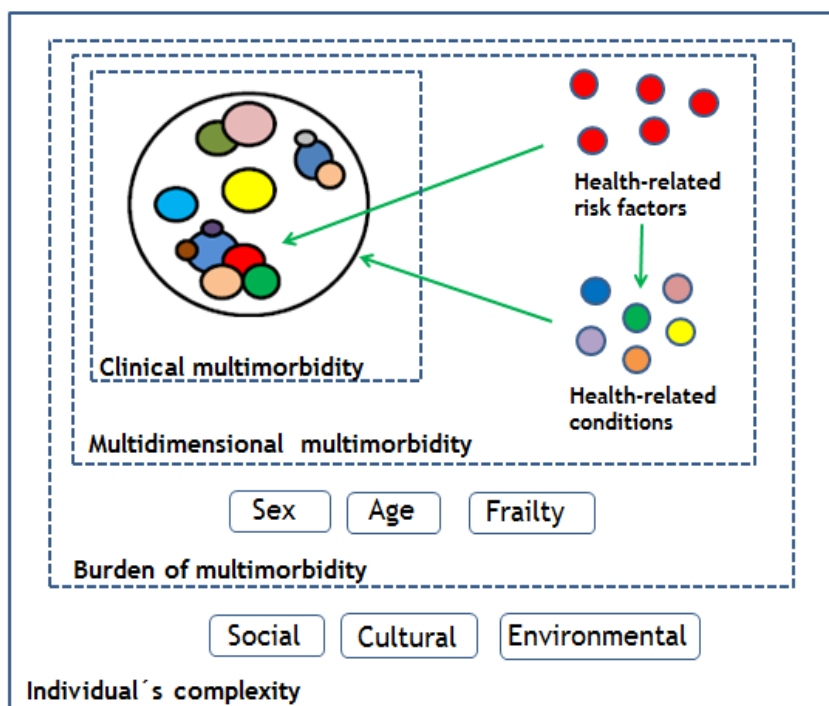 Health-related
risk factors
Clinical multimorbidity
Health-related
conditions
Multidimensional multimorbidity
Sex Age Frailty
Burden of multimorbidity
Social Cultural Environmental
Individual´s complexity